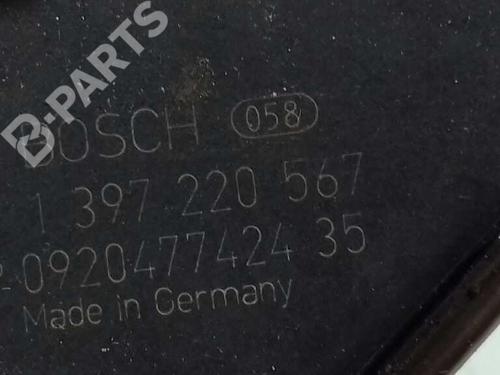 B-PARTS
BOSCH 058
1 397 220 567
0920477424 35
Made in Germany